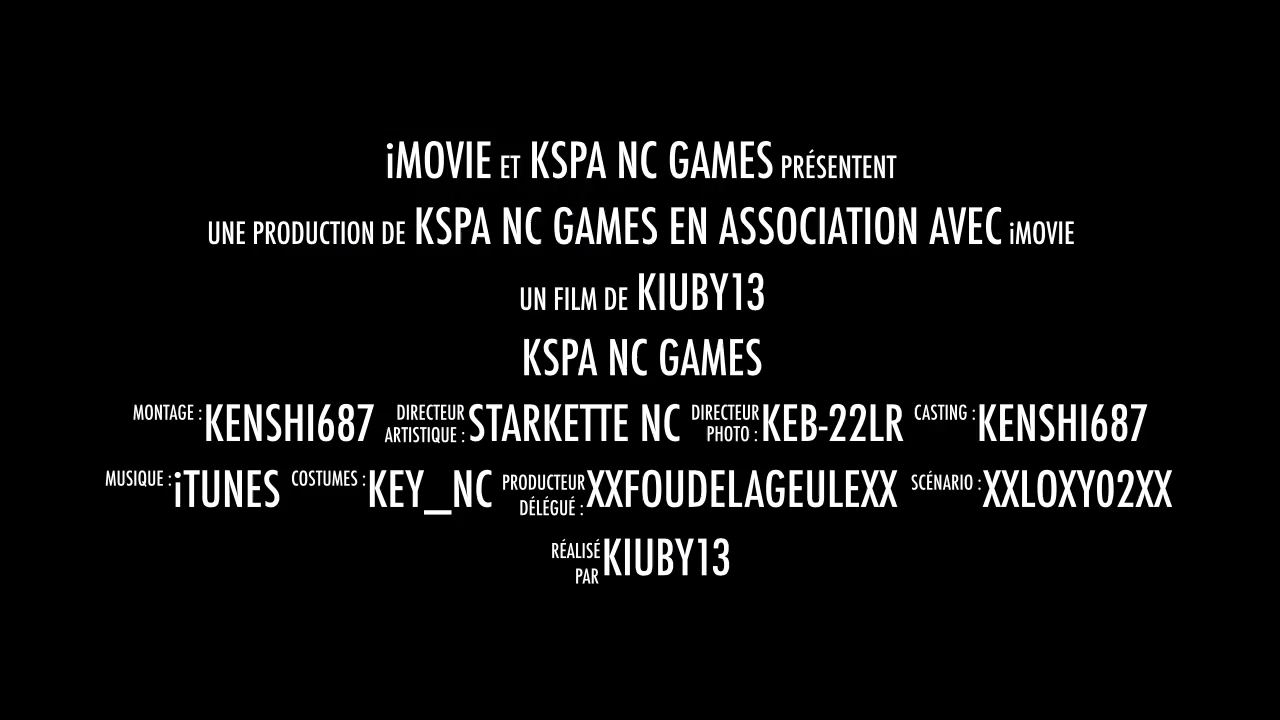 iMOVIE ET KSPA NC GAMES PRÉSENTENT
UNE PRODUCTION DE KSPA NC GAMES EN ASSOCIATION AVEC iMOVIE
UN FILM DE KIUBY13
KSPA NC GAMES
MONTAGE : KENSHI687 DIRECTEUR ARTISTIQUE : STARKETTE NC DIRECTEUR PHOTO : KEB-22LR CASTING : KENSHI687
MUSIQUE : iTUNES COSTUMES : KEY_NC PRODUCTEUR DÉLÉGUÉ : XXFOUDELAGEULEXX SCÉNARIO : XXLOXY02XX
RÉALISÉ PAR KIUBY13